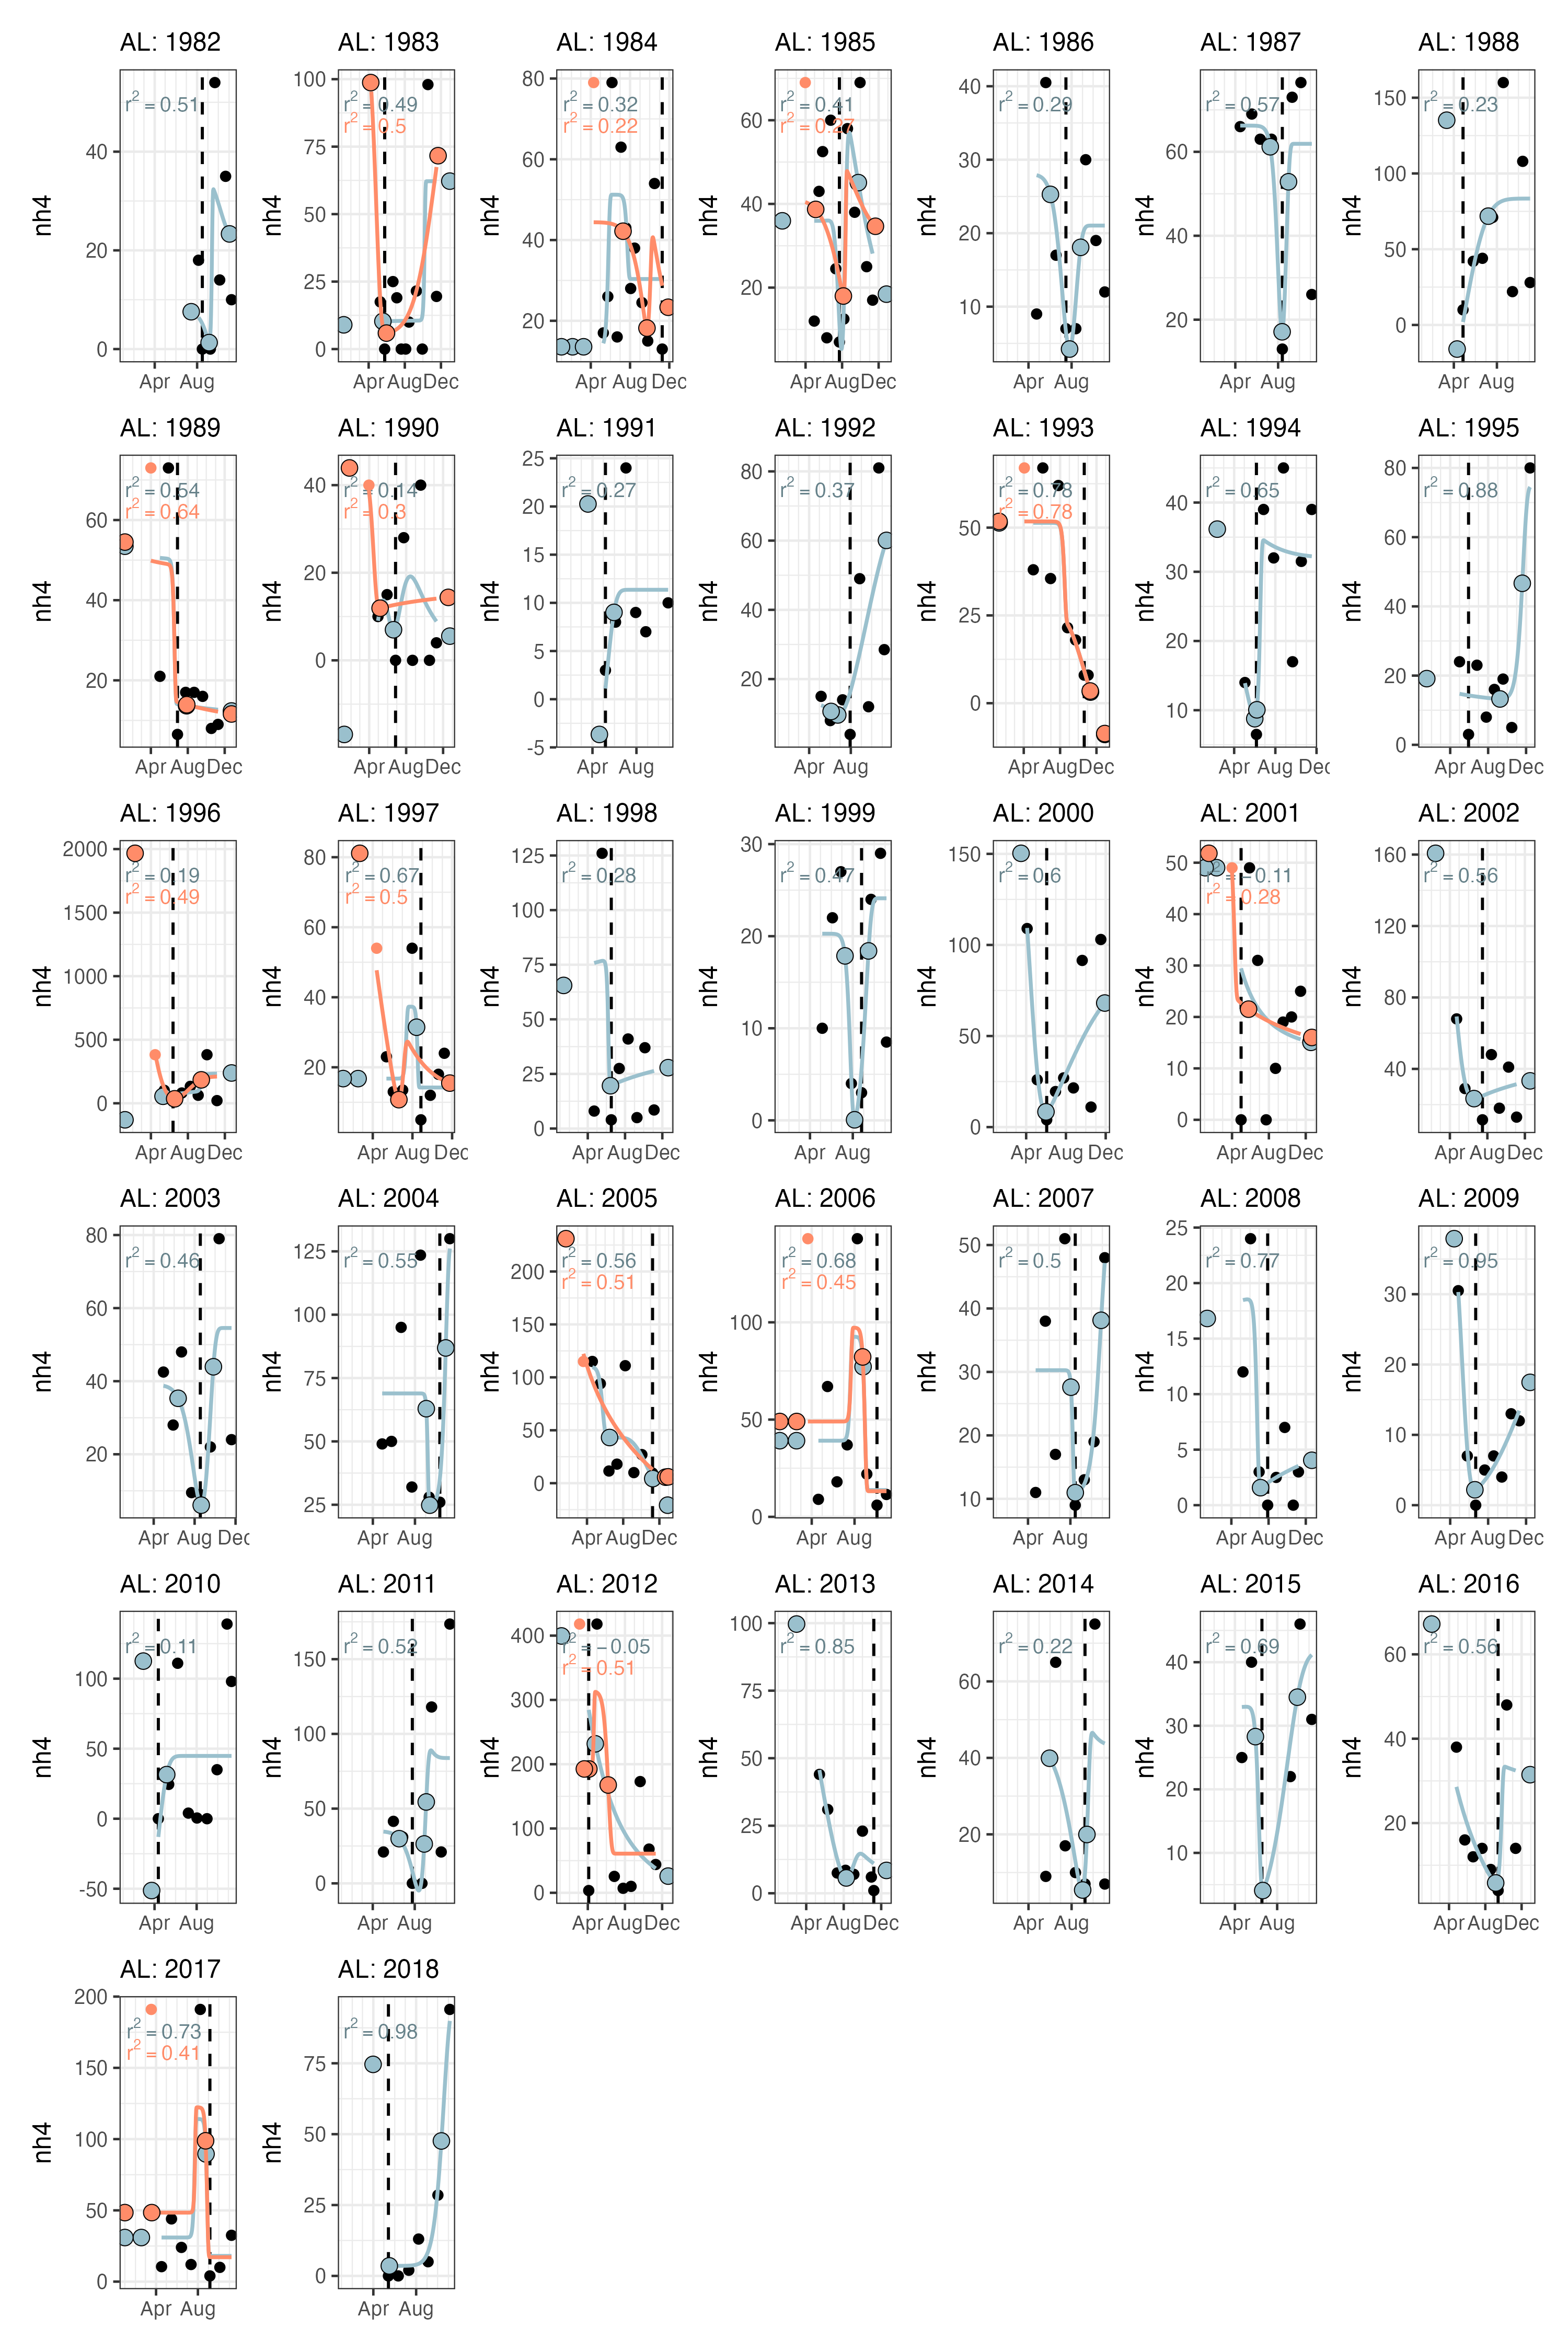 AL: 1982 AL: 1983 AL: 1984 AL: 1985 AL: 1986 AL: 1987 AL: 1988
nh4 nh4 nh4 nh4 nh4 nh4 nh4
r² = 0.51 r² = 0.49 r² = 0.32 r² = 0.41 r² = 0.29 r² = 0.57 r² = 0.23
r² = 0.5 r² = 0.22 r² = 0.27
0 20 40
0 25 50 75 100
20 40 60 80
20 40 60
10 20 30 40
20 40 60
0 50 100 150
Apr Aug Apr Aug Dec Apr Aug Dec Apr Aug Dec Apr Aug Apr Aug Apr Aug
AL: 1989 AL: 1990 AL: 1991 AL: 1992 AL: 1993 AL: 1994 AL: 1995
nh4 nh4 nh4 nh4 nh4 nh4 nh4
r² = 0.54 r² = 0.14 r² = 0.27 r² = 0.37 r² = 0.78 r² = 0.65 r² = 0.88
r² = 0.64 r² = 0.3 r² = 0.78
20 40 60
0 20 40
-5 0 5 10 15 20 25
20 40 60 80
0 25 50
10 20 30 40
0 20 40 60 80
Apr Aug Dec Apr Aug Dec Apr Aug Apr Aug Apr Aug Dec Apr Aug Dec Apr Aug Dec
AL: 1996 AL: 1997 AL: 1998 AL: 1999 AL: 2000 AL: 2001 AL: 2002
nh4 nh4 nh4 nh4 nh4 nh4 nh4
r² = 0.19 r² = 0.67 r² = 0.28 r² = 0.47 r² = 0.6 r² = −0.11 r² = 0.56
r² = 0.49 r² = 0.5 r² = 0.28
0 500 1000 1500 2000
20 40 60 80
0 25 50 75 100 125
0 10 20 30
0 50 100 150
0 10 20 30 40 50
40 80 120 160
Apr Aug Dec Apr Aug Dec Apr Aug Dec Apr Aug Apr Aug Dec Apr Aug Dec Apr Aug Dec
AL: 2003 AL: 2004 AL: 2005 AL: 2006 AL: 2007 AL: 2008 AL: 2009
nh4 nh4 nh4 nh4 nh4 nh4 nh4
r² = 0.46 r² = 0.55 r² = 0.56 r² = 0.68 r² = 0.5 r² = 0.77 r² = 0.95
r² = 0.51 r² = 0.45
20 40 60 80
25 50 75 100 125
0 50 100 150 200
0 50 100
10 20 30 40 50
0 5 10 15 20 25
0 10 20 30
Apr Aug Dec Apr Aug Apr Aug Dec Apr Aug Apr Aug Apr Aug Dec Apr Aug Dec
AL: 2010 AL: 2011 AL: 2012 AL: 2013 AL: 2014 AL: 2015 AL: 2016
nh4 nh4 nh4 nh4 nh4 nh4 nh4
r² = 0.11 r² = 0.52 r² = −0.05 r² = 0.85 r² = 0.22 r² = 0.69 r² = 0.56
r² = 0.51
-50 0 50 100
0 50 100 150
0 100 200 300 400
0 25 50 75 100
20 40 60
10 20 30 40
20 40 60
Apr Aug Apr Aug Apr Aug Dec Apr Aug Dec Apr Aug Apr Aug Apr Aug Dec
AL: 2017 AL: 2018
nh4 nh4
r² = 0.73 r² = 0.98
r² = 0.41
0 50 100 150 200
0 25 50 75
Apr Aug Apr Aug